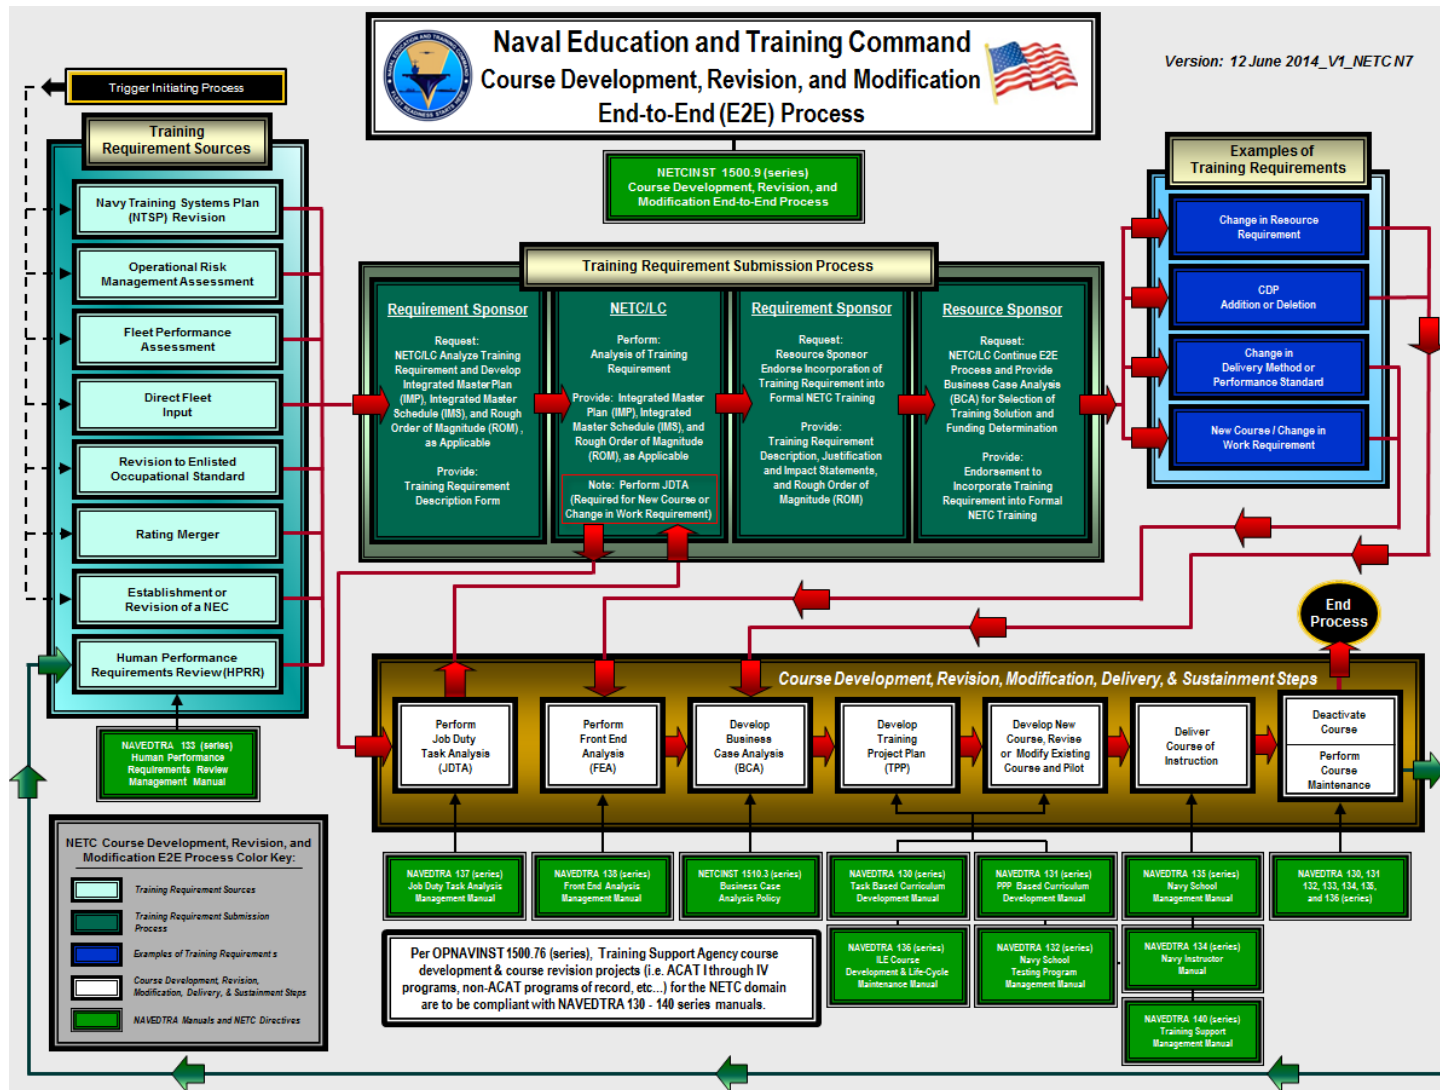 Naval Education and Training Command
Course Development, Revision, and Modification
End-to-End (E2E) Process
Version: 12 June 2014_V1_NETC N7
NETCINST 1500.9 (series)
Course Development, Revision, and
Modification End-to-End Process
Trigger Initiating Process
Training
Requirement Sources
Navy Training Systems Plan
(NTSP) Revision
Operational Risk
Management Assessment
Fleet Performance
Assessment
Direct Fleet
Input
Revision to Enlisted
Occupational Standard
Rating Merger
Establishment or
Revision of a NEC
Human Performance
Requirements Review (HPRR)
NAVEDTRA 133 (series)
Human Performance
Requirements Review
Management Manual
Training Requirement Submission Process
Requirement Sponsor
Request:
NETC/LC Analyze Training
Requirement and Develop
Integrated Master Plan
(IMP), Integrated Master
Schedule (IMS), and Rough
Order of Magnitude (ROM) ,
as Applicable
Provide:
Training Requirement
Description Form
NETC/LC
Perform:
Analysis of Training
Requirement
Provide: Integrated Master
Plan (IMP), Integrated
Master Schedule (IMS), and
Rough Order of Magnitude
(ROM), as Applicable
Note: Perform JDTA
(Required for New Course or
Change in Work Requirement)
Requirement Sponsor
Request:
Resource Sponsor
Endorse Incorporation of
Training Requirement into
Formal NETC Training
Provide:
Training Requirement
Description, Justification
and Impact Statements,
and Rough Order of
Magnitude (ROM)
Resource Sponsor
Request:
NETC/LC Continue E2E
Process and Provide
Business Case Analysis
(BCA) for Selection of
Training Solution and
Funding Determination
Provide:
Endorsement to
Incorporate Training
Requirement into Formal
NETC Training
Examples of
Training Requirements
Change in Resource
Requirement
CDP
Addition or Deletion
Change in
Delivery Method or
Performance Standard
New Course / Change in
Work Requirement
End
Process
Course Development, Revision, Modification, Delivery, & Sustainment Steps
Perform
Job Duty
Task Analysis
(JDTA)
Perform
Front End
Analysis
(FEA)
Develop
Business
Case Analysis
(BCA)
Develop
Training
Project Plan
(TPP)
Develop New
Course, Revise
or Modify Existing
Course and Pilot
Deliver
Course of
Instruction
Deactivate
Course
Perform
Course
Maintenance
NAVEDTRA 137 (series)
Job Duty Task Analysis
Management Manual
NAVEDTRA 138 (series)
Front End Analysis
Management Manual
NETCINST 1510.3 (series)
Business Case
Analysis Policy
NAVEDTRA 130 (series)
Task Based Curriculum
Development Manual
NAVEDTRA 131 (series)
PPP Based Curriculum
Development Manual
NAVEDTRA 135 (series)
Navy School
Management Manual
NAVEDTRA 130, 131
132, 133, 134, 135,
and 136 (series)
NAVEDTRA 136 (series)
ILE Course
Development & Life-Cycle
Maintenance Manual
NAVEDTRA 132 (series)
Navy School
Testing Program
Management Manual
NAVEDTRA 134 (series)
Navy Instructor
Manual
NAVEDTRA 140 (series)
Training Support
Management Manual
Per OPNAVINST 1500.76 (series), Training Support Agency course
development & course revision projects (i.e. ACAT I through IV
programs, non-ACAT programs of record, etc...) for the NETC domain
are to be compliant with NAVEDTRA 130 - 140 series manuals.
NETC Course Development, Revision, and
Modification E2E Process Color Key:
Training Requirement Sources
Training Requirement Submission
Process
Examples of Training Requirements
Course Development, Revision,
Modification, Delivery, & Sustainment Steps
NAVEDTRA Manuals and NETC Directives